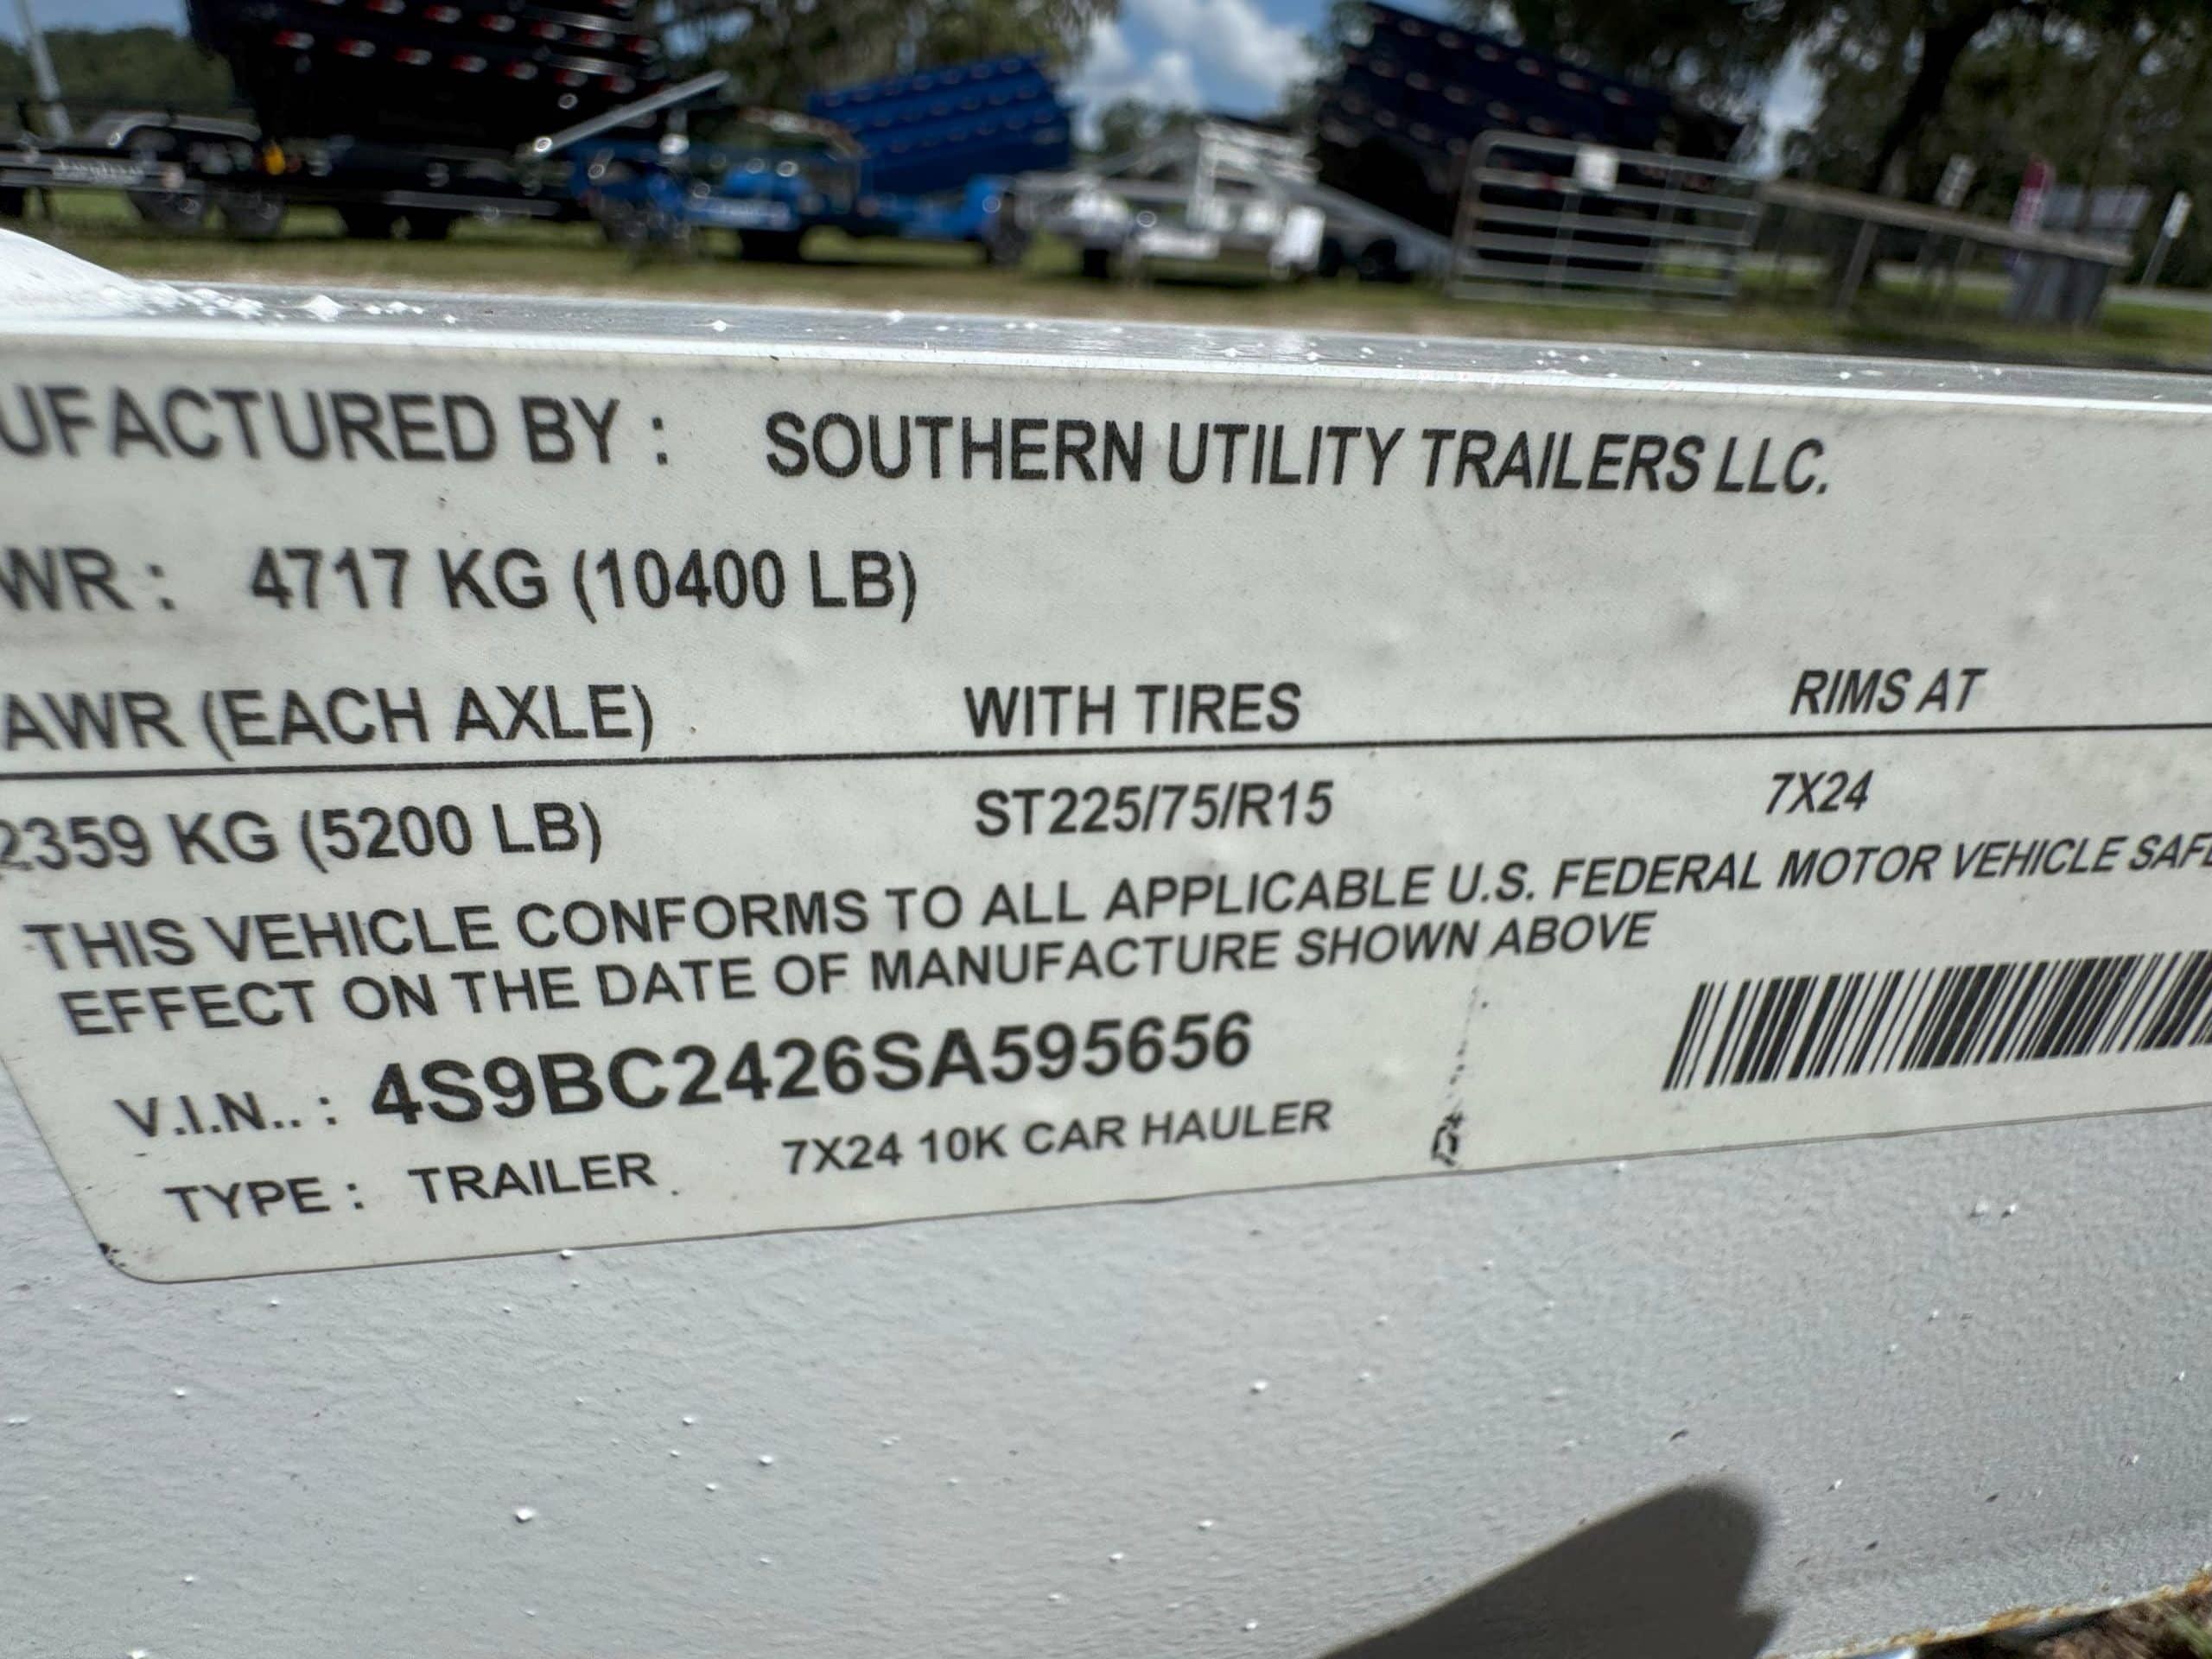 UFACTURED BY : SOUTHERN UTILITY TRAILERS LLC.
WR : 4717 KG (10400 LB)
AWR (EACH AXLE) WITH TIRES RIMS AT
2359 KG (5200 LB) ST225/75/R15 7X24
THIS VEHICLE CONFORMS TO ALL APPLICABLE U.S. FEDERAL MOTOR VEHICLE SAFE
EFFECT ON THE DATE OF MANUFACTURE SHOWN ABOVE
V.I.N.. : 4S9BC2426SA595656
TYPE : TRAILER 7X24 10K CAR HAULER